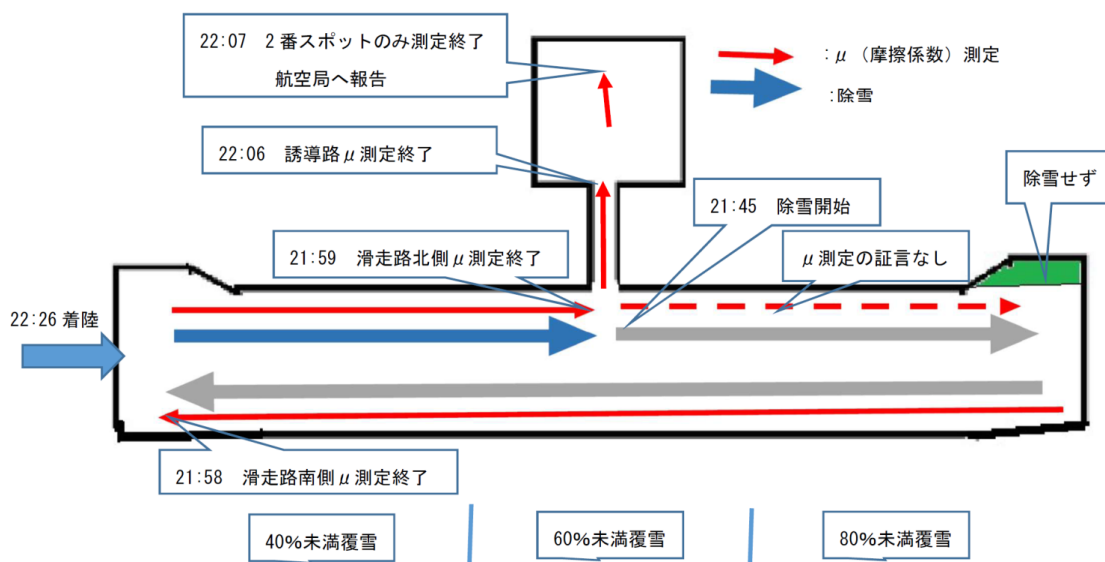 22:07 2番スポットのみ測定終了
航空局へ報告
:μ(摩擦係数)測定
:除雪
22:06 誘導路μ測定終了
除雪せず
21:45 除雪開始
21:59 滑走路北側μ測定終了
μ測定の証言なし
22:26着陸
21:58 滑走路南側μ測定終了
40%未満覆雪
60%未満覆雪
80%未満覆雪